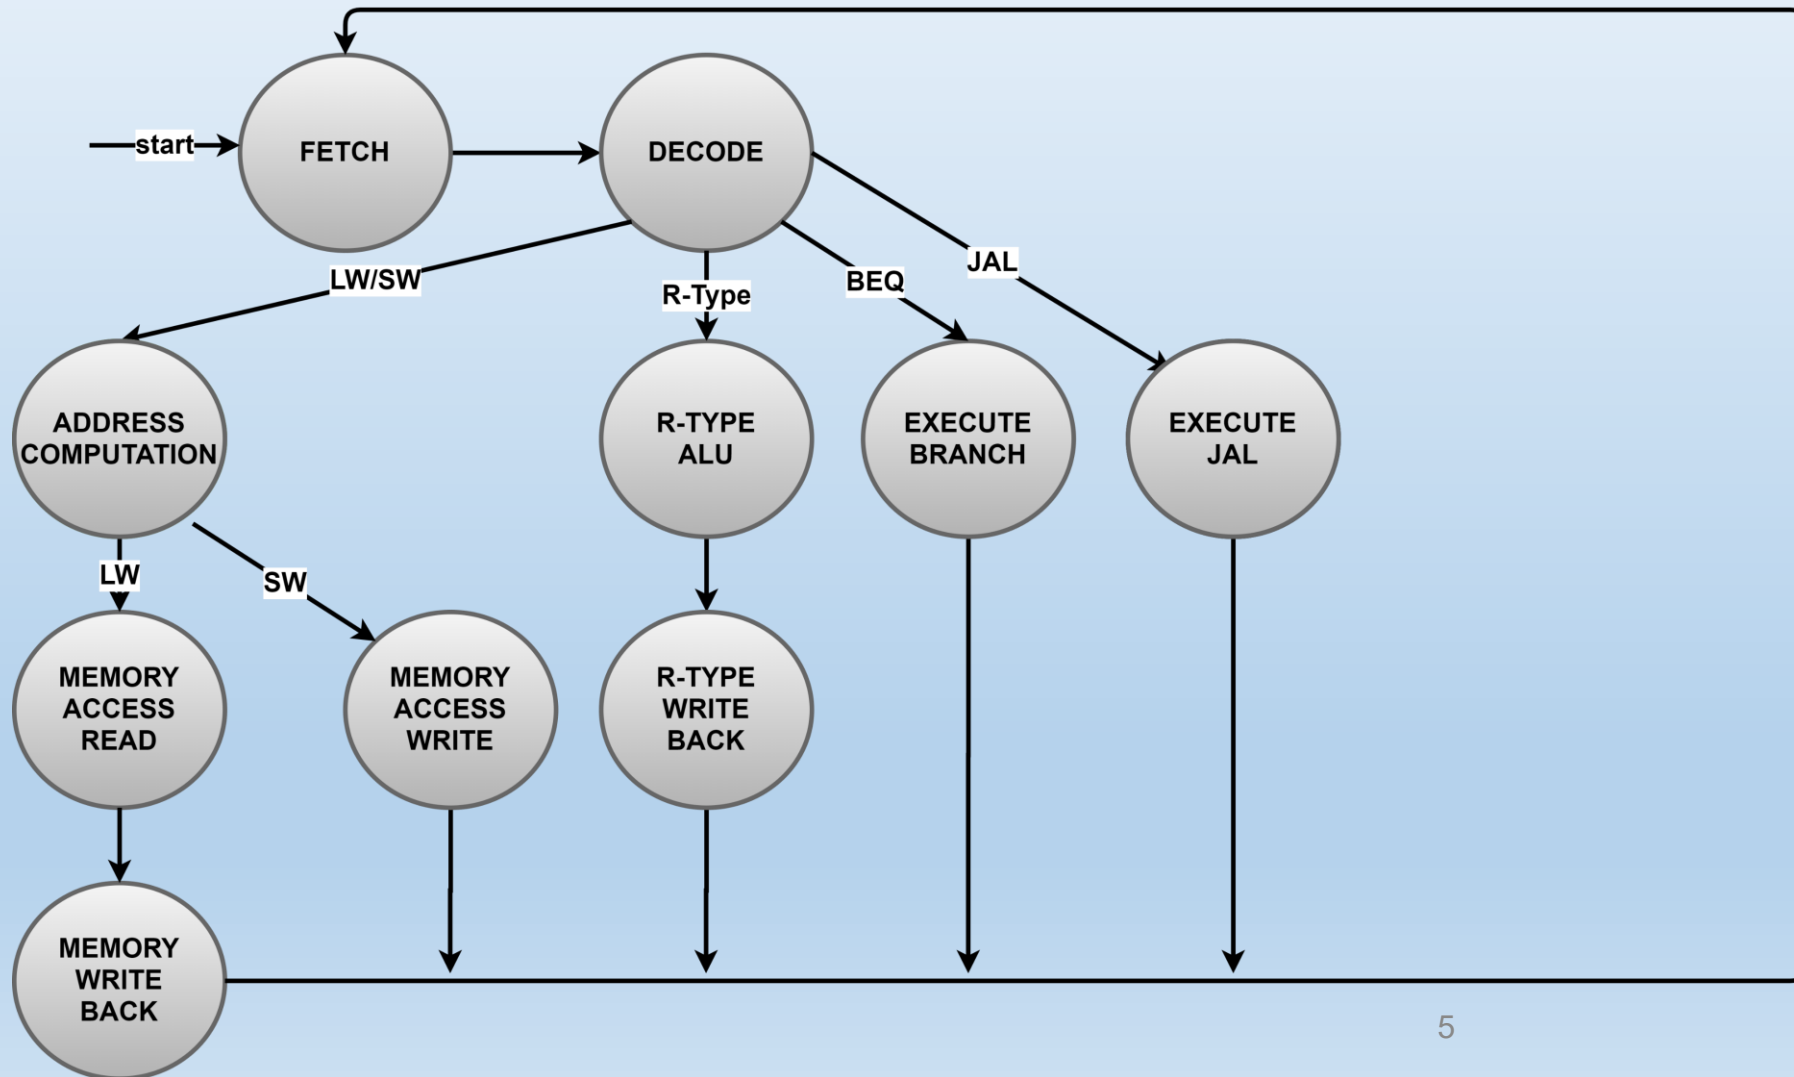 start
FETCH
DECODE
LW/SW
R-Type
BEQ
JAL
ADDRESS
COMPUTATION
R-TYPE
ALU
EXECUTE
BRANCH
EXECUTE
JAL
LW
SW
MEMORY
ACCESS
READ
MEMORY
ACCESS
WRITE
R-TYPE
WRITE
BACK
MEMORY
WRITE
BACK
5